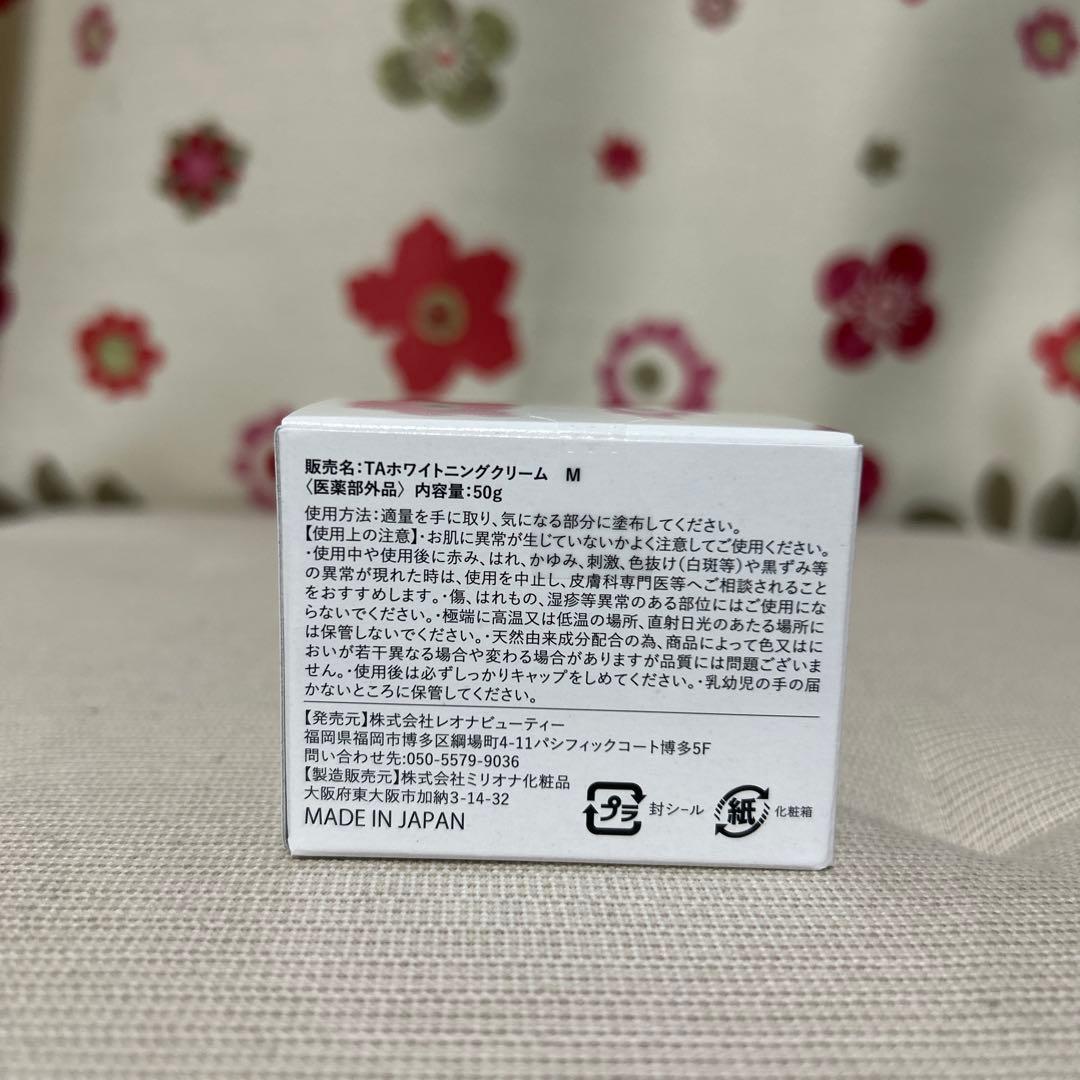 販売名:TAホワイトニングクリーム M
〈医薬部外品〉内容量:50g
使用方法:適量を手に取り、気になる部分に塗布してください。
【使用上の注意】・お肌に異常が生じていないかよく注意してご使用ください。
・使用中や使用後に赤み、はれ、かゆみ、刺激、色抜け(白斑等)や黒ずみ等
の異常が現れた時は、使用を中止し、皮膚科専門医等へご相談されること
をおすすめします。・傷、はれもの、湿疹等異常のある部位にはご使用にな
らないでください。・極端に高温又は低温の場所、直射日光のあたる場所に
は保管しないでください。・天然由来成分配合の為、商品によって色又はに
おいが若干異なる場合や変わる場合がありますが品質には問題ございま
せん。・使用後は必ずしっかりキャップをしめてください。・乳幼児の手の届
かないところに保管してください。
【発売元】株式会社レオナビューティー
福岡県福岡市博多区綱場町4-11パシフィックコート博多5F
問い合わせ先:050-5579-9036
【製造販売元】株式会社ミリオナ化粧品
大阪府東大阪市加納3-14-32
MADE IN JAPAN
プラ 封シール 紙 化粧箱